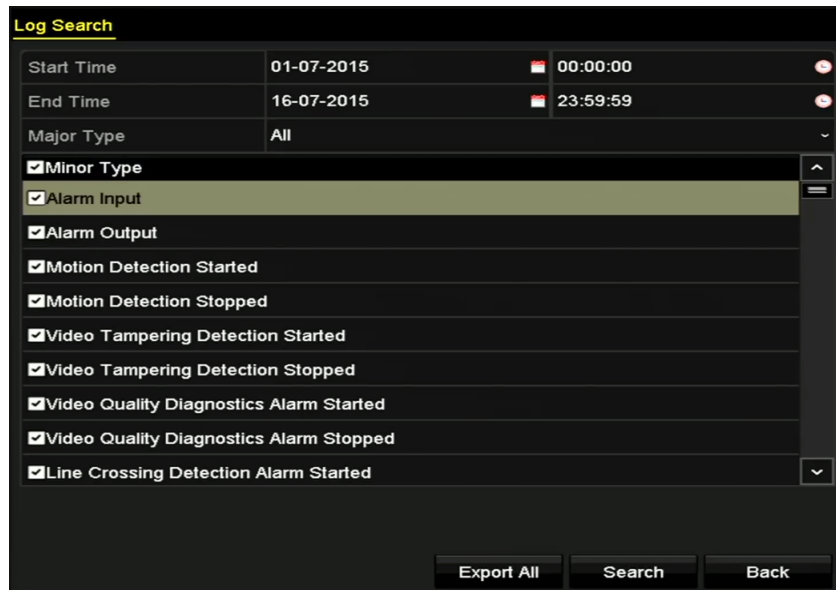 Log Search
Start Time 01-07-2015 00:00:00
End Time 16-07-2015 23:59:59
Major Type All
Minor Type
Alarm Input
Alarm Output
Motion Detection Started
Motion Detection Stopped
Video Tampering Detection Started
Video Tampering Detection Stopped
Video Quality Diagnostics Alarm Started
Video Quality Diagnostics Alarm Stopped
Line Crossing Detection Alarm Started
Export All Search Back